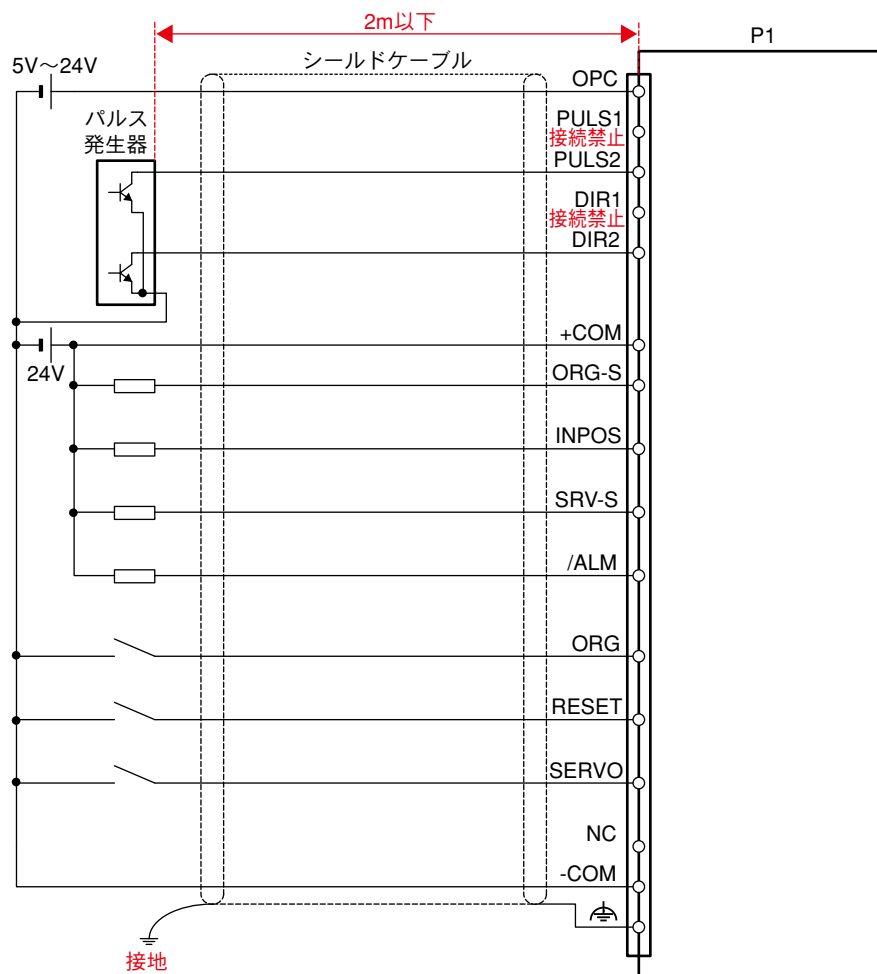 2m以下
P1
シールドケーブル
5V～24V
OPC
パルス
発生器
PULS1
接続禁止
PULS2
DIR1
接続禁止
DIR2
+COM
24V
ORG-S
INPOS
SRV-S
/ALM
ORG
RESET
SERVO
NC
-COM
接地